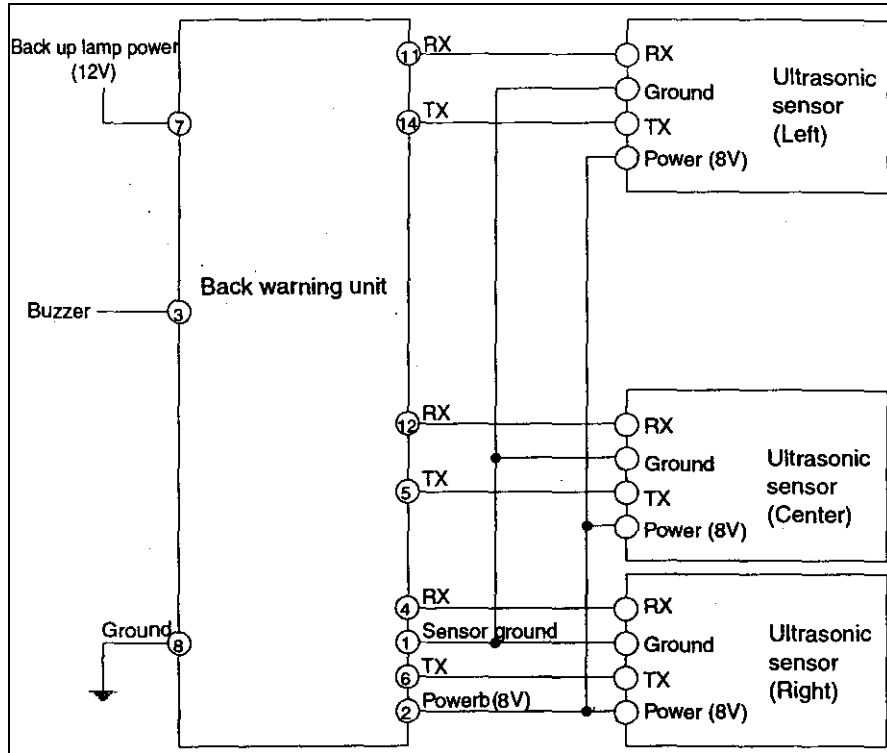 Back up lamp power
(12V)
7
Buzzer
3
Ground
8
Back warning unit
11
RX
14
TX
12
RX
5
TX
4
RX
1
Sensor ground
6
TX
2
Powerb(8V)
RX
Ground
TX
Power (8V)
Ultrasonic
sensor
(Left)
RX
Ground
TX
Power (8V)
Ultrasonic
sensor
(Center)
RX
Ground
TX
Power (8V)
Ultrasonic
sensor
(Right)